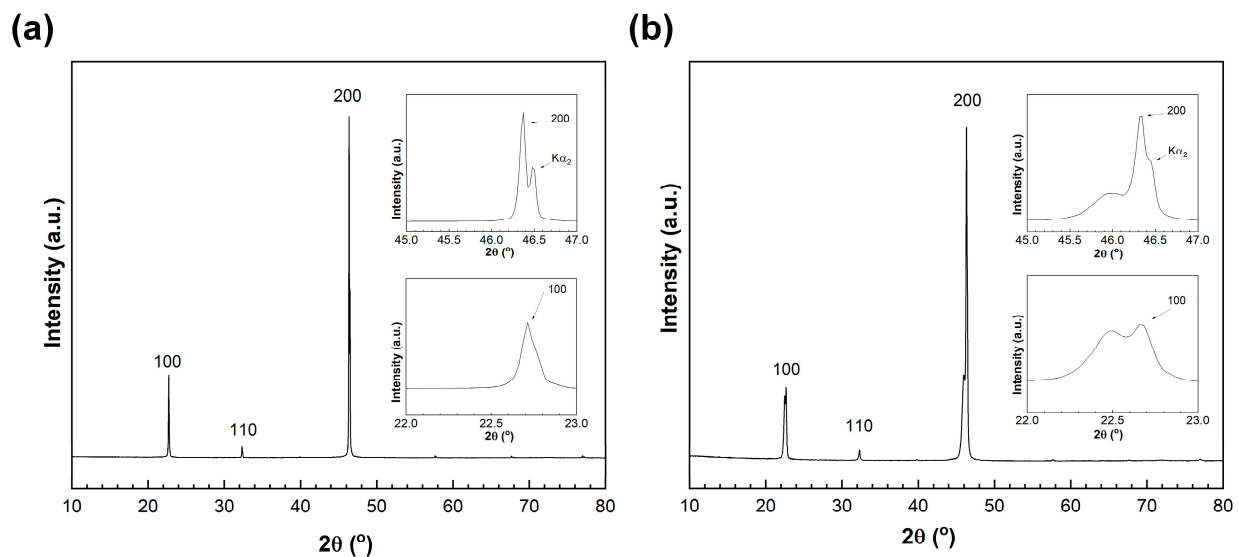 (a)
200
100
110
Intensity (a.u.)
10 20 30 40 50 60 70 80
2θ (°)
200
Kα2
Intensity (a.u.)
45.0 45.5 46.0 46.5 47.0
2θ (°)
100
Intensity (a.u.)
22.0 22.5 23.0
2θ (°)
(b)
200
100
110
Intensity (a.u.)
10 20 30 40 50 60 70 80
2θ (°)
200
Kα2
Intensity (a.u.)
45.0 45.5 46.0 46.5 47.0
2θ (°)
100
Intensity (a.u.)
22.0 22.5 23.0
2θ (°)